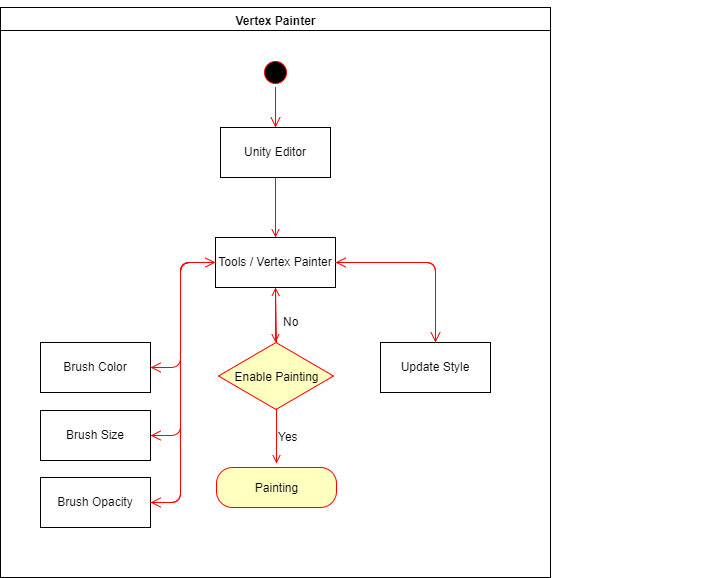 Vertex Painter
Unity Editor
Tools / Vertex Painter
No
Brush Color
Enable Painting
Update Style
Brush Size
Yes
Painting
Brush Opacity